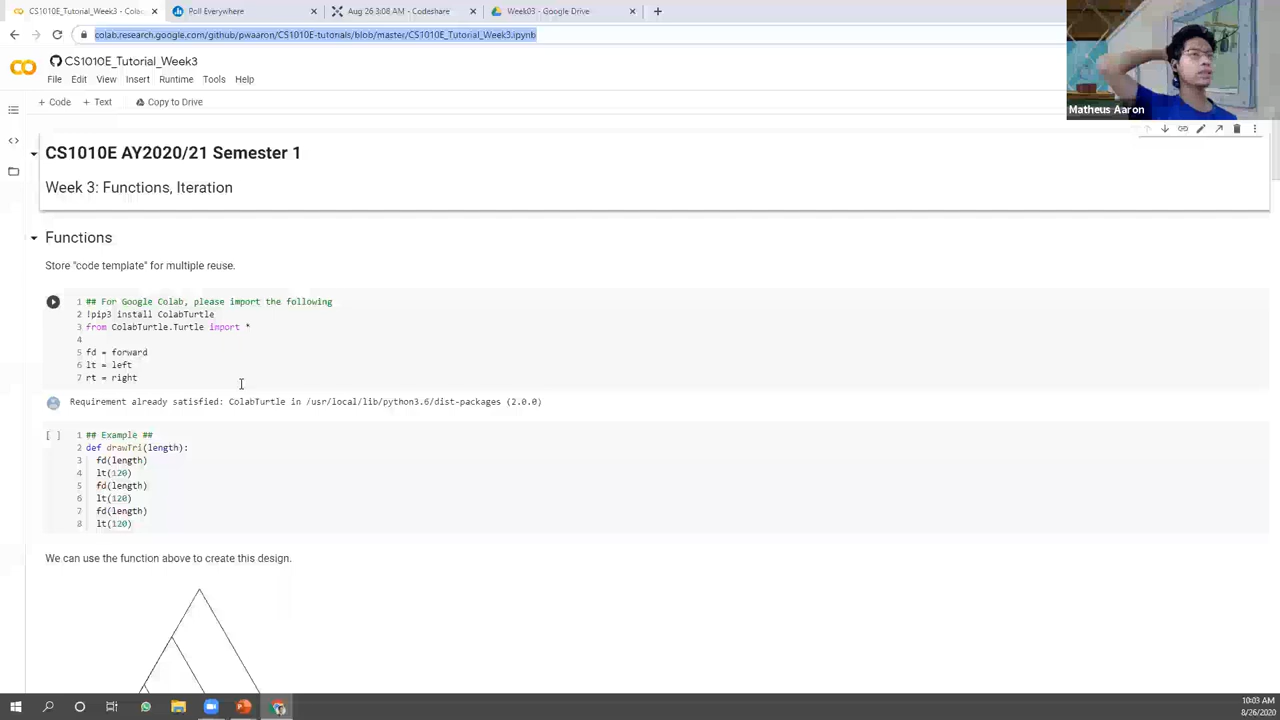 CS1010E_Tutorial_Week3 - Colab
Poll Everywhere
Aug 26 3:08 AM - Codeshare
Week03 - Google Drive
colab.research.google.com/github/pwaaron/CS1010E-tutorials/blob/master/CS1010E_Tutorial_Week3.ipynb
CS1010E_Tutorial_Week3
File Edit View Insert Runtime Tools Help
+ Code + Text Copy to Drive
Matheus Aaron
CS1010E AY2020/21 Semester 1
Week 3: Functions, Iteration
Functions
Store "code template" for multiple reuse.
1 ## For Google Colab, please import the following
2 !pip3 install ColabTurtle
3 from ColabTurtle.Turtle import *
4
5 fd = forward
6 lt = left
7 rt = right
Requirement already satisfied: ColabTurtle in /usr/local/lib/python3.6/dist-packages (2.0.0)
[ ] 1 ## Example ##
2 def drawTri(length):
3 fd(length)
4 lt(120)
5 fd(length)
6 lt(120)
7 fd(length)
8 lt(120)
We can use the function above to create this design.
10:03 AM
8/26/2020